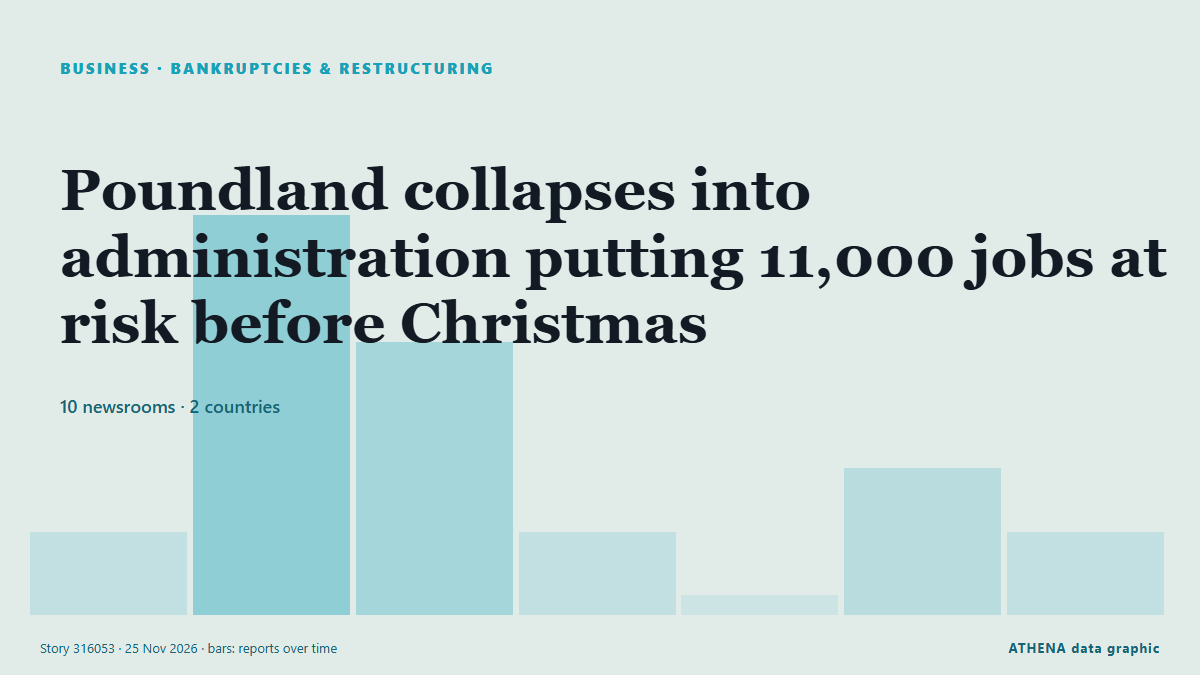 BUSINESS · BANKRUPTCIES & RESTRUCTURING
Poundland collapses into
administration putting 11,000 jobs at
risk before Christmas
10 newsrooms · 2 countries
Story 316053 · 25 Nov 2026 · bars: reports over time
ATHENA data graphic